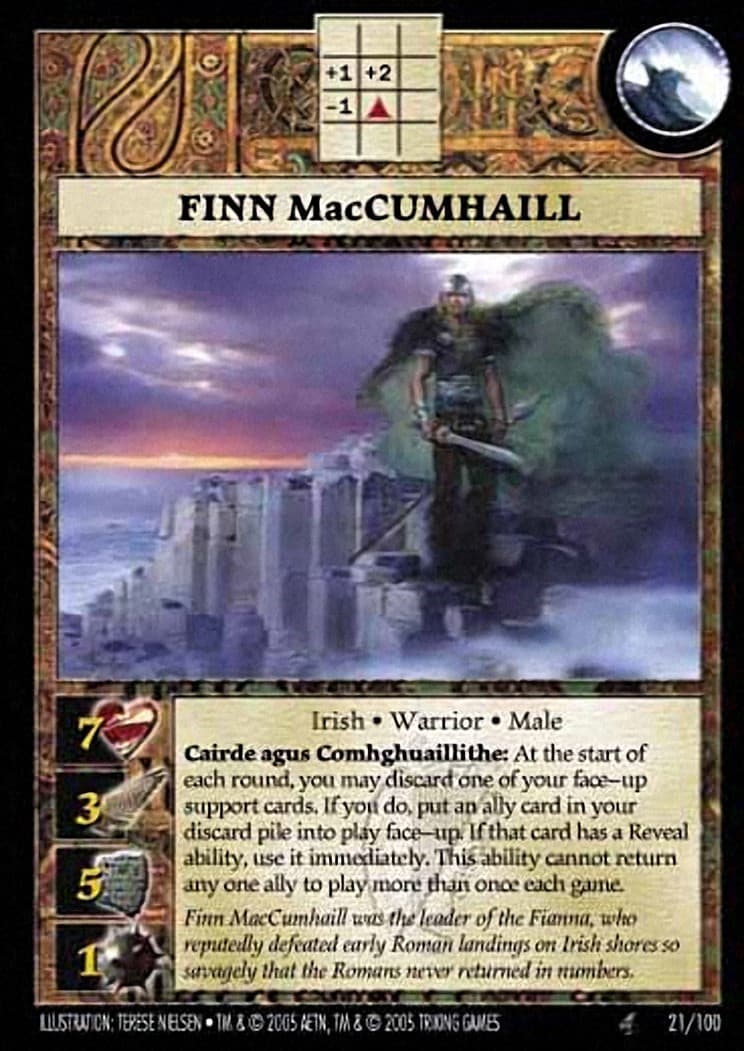 +1 +2
-1
FINN MacCUMHAILL
7
3
5
1
Irish • Warrior • Male
Cairde agus Comhghuaillithe: At the start of
each round, you may discard one of your face-up
support cards. If you do, put an ally card in your
discard pile into play face-up. If that card has a Reveal
ability, use it immediately. This ability cannot return
any one ally to play more than once each game.
Finn MacCumhaill was the leader of the Fianna, who
reputedly defeated early Roman landings on Irish shores so
savagely that the Romans never returned in numbers.
ILLUSTRATION: TERESE NIELSEN • TM & © 2005 AETN, TM & © 2005 TRIKING GAMES 21/100